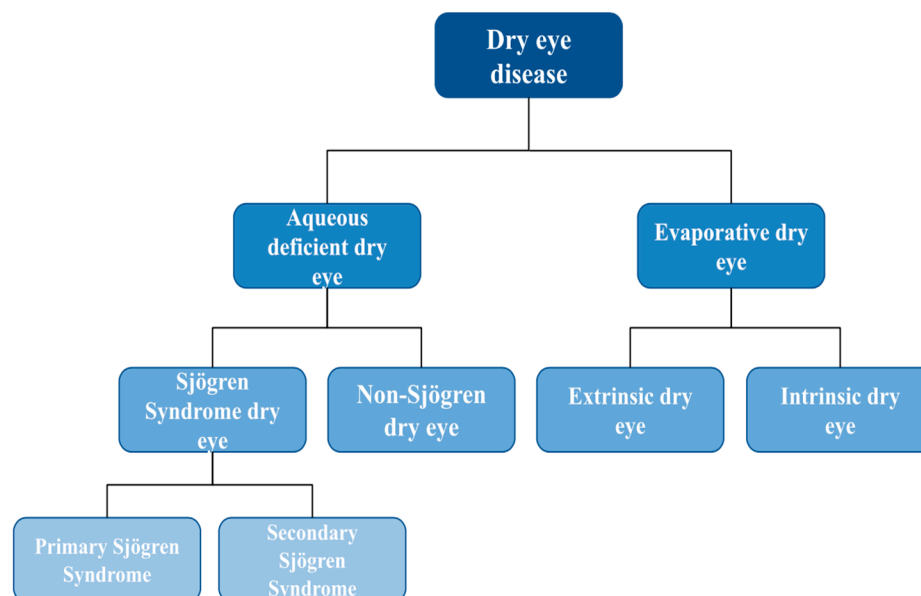 Dry eye
disease
Aqueous
deficient dry
eye
Evaporative dry
eye
Sjögren
Syndrome dry
eye
Non-Sjögren
dry eye
Extrinsic dry
eye
Intrinsic dry
eye
Primary Sjögren
Syndrome
Secondary
Sjögren
Syndrome